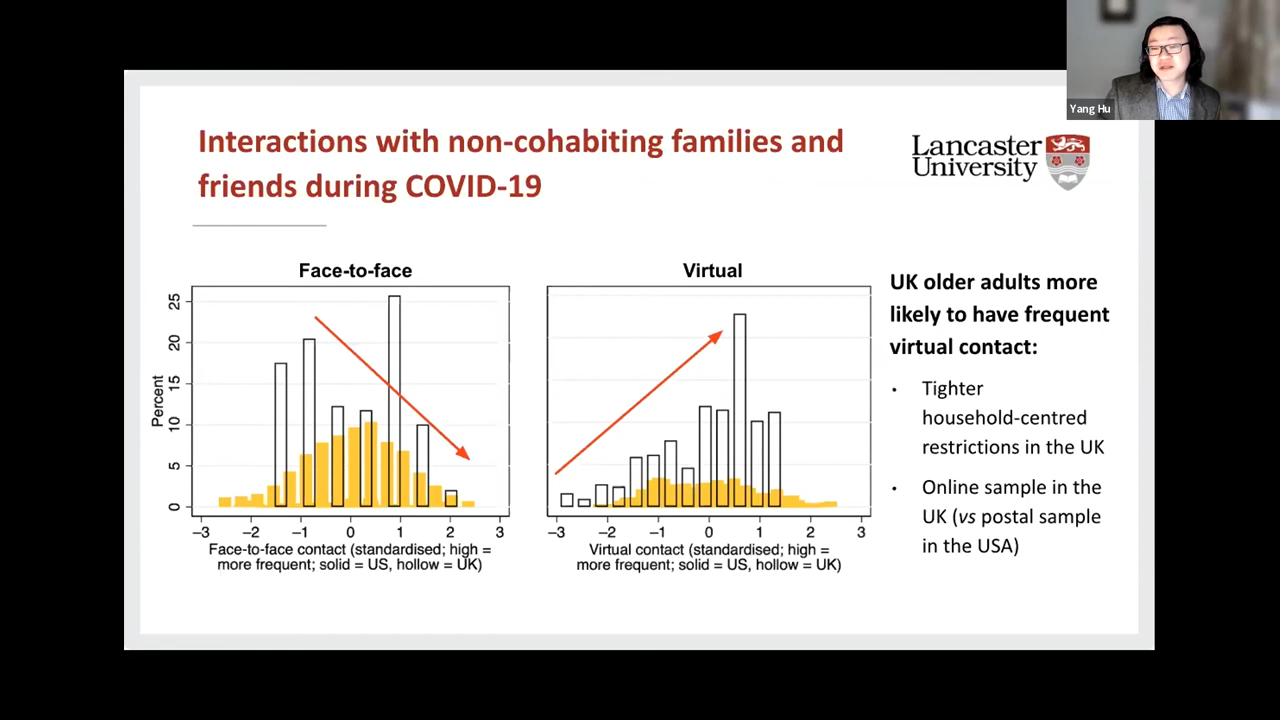 Yang Hu
Interactions with non-cohabiting families and
friends during COVID-19
Lancaster
University
Face-to-face
25
20
15
10
5
0
Percent
−3 −2 −1 0 1 2 3
Face-to-face contact (standardised; high =
more frequent; solid = US, hollow = UK)
Virtual
−3 −2 −1 0 1 2 3
Virtual contact (standardised; high =
more frequent; solid = US, hollow = UK)
UK older adults more
likely to have frequent
virtual contact:
• Tighter
household-centred
restrictions in the UK
• Online sample in the
UK (vs postal sample
in the USA)